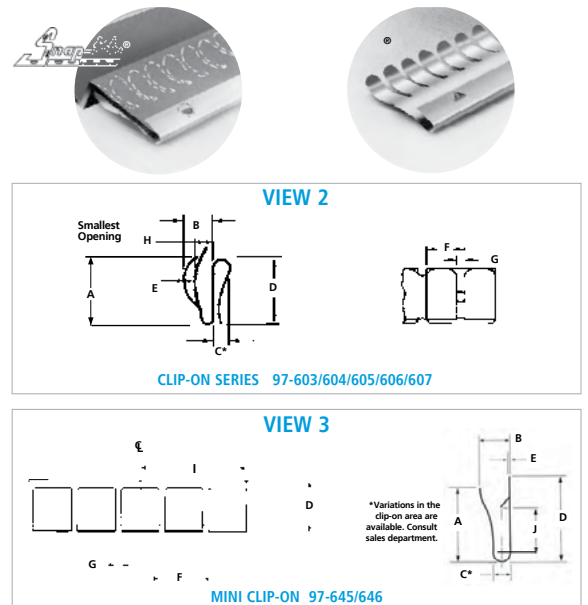 Snap
®
®
VIEW 2
Smallest
Opening
B
H
A
E
D
C*
F
G
CLIP-ON SERIES 97-603/604/605/606/607
VIEW 3
℄
I
D
G
F
*Variations in the
clip-on area are
available. Consult
sales department.
B
E
A
J
D
C*
MINI CLIP-ON 97-645/646